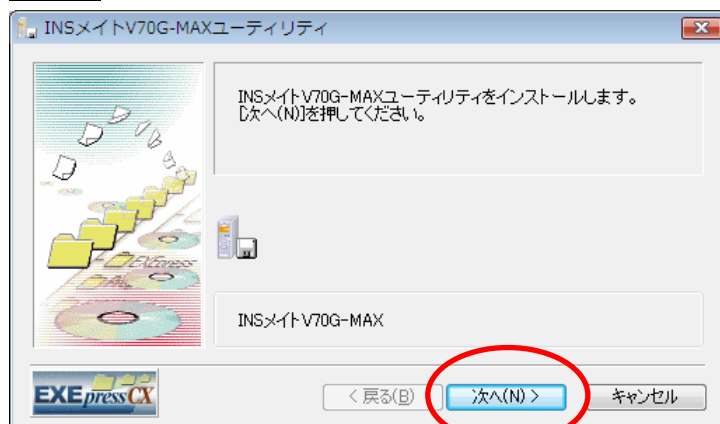 INSメイトV70G-MAXユーティリティ
INSメイトV70G-MAXユーティリティをインストールします。
[次へ(N)]を押してください。
EXEpress
INSメイトV70G-MAX
EXEpressCX
< 戻る(B)
次へ(N) >
キャンセル